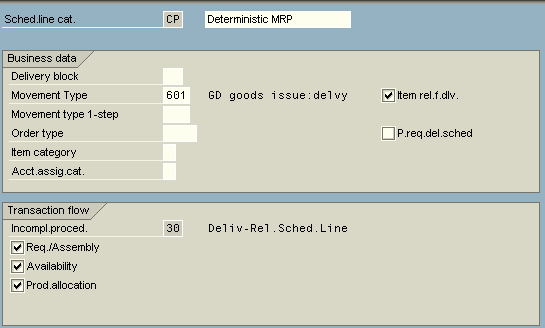 Sched.line cat. CP Deterministic MRP
Business data
Delivery block
Movement Type 601 GD goods issue:delvy Item rel.f.dlv.
Movement type 1-step
Order type P.req.del.sched
Item category
Acct.assig.cat.
Transaction flow
Incompl.proced. 30 Deliv-Rel.Sched.Line
Req./Assembly
Availability
Prod.allocation